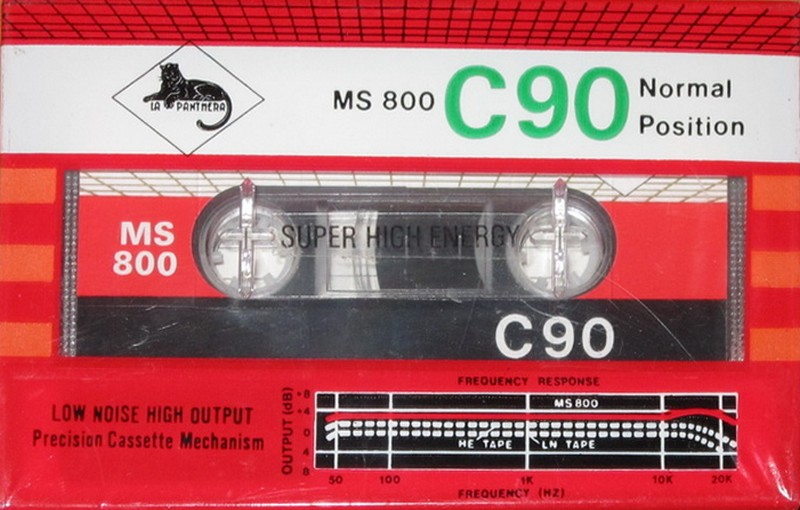 LA PANTHERA
MS 800 C90 Normal
Position
MS
800
SUPER HIGH ENERGY
C90
LOW NOISE HIGH OUTPUT
Precision Cassette Mechanism
FREQUENCY RESPONSE
OUTPUT (dB)
+8
+4
0
4
8
MS 800
HE TAPE
LN TAPE
50 100 1K 10K 20K
FREQUENCY (HZ)